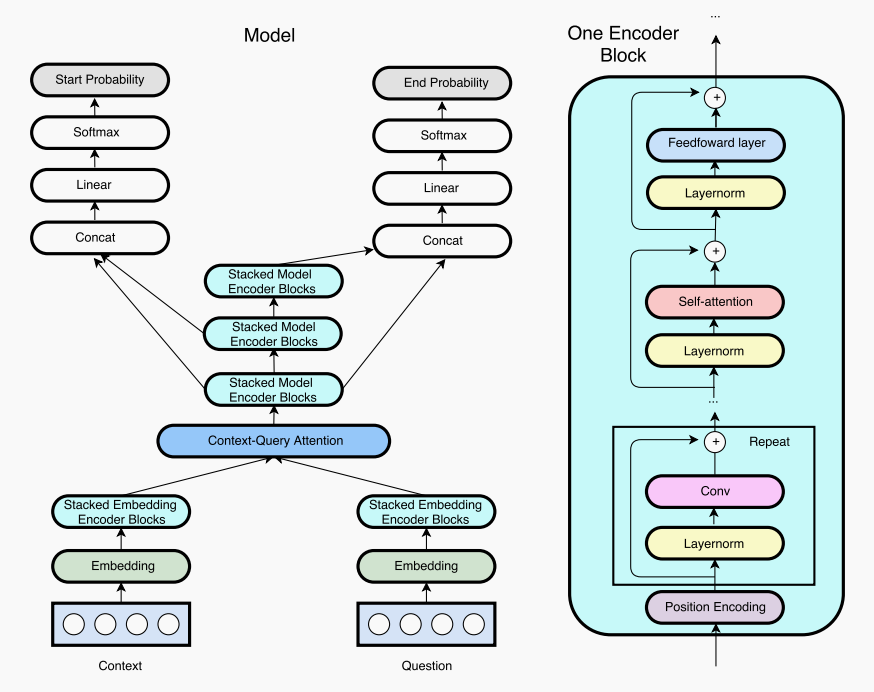 Model
Start Probability
Softmax
Linear
Concat
End Probability
Softmax
Linear
Concat
Stacked Model
Encoder Blocks
Stacked Model
Encoder Blocks
Stacked Model
Encoder Blocks
Context-Query Attention
Stacked Embedding
Encoder Blocks
Stacked Embedding
Encoder Blocks
Embedding
Embedding
Context
Question
...
One Encoder
Block
+
Feedfoward layer
Layernorm
+
Self-attention
Layernorm
...
+
Repeat
Conv
Layernorm
Position Encoding